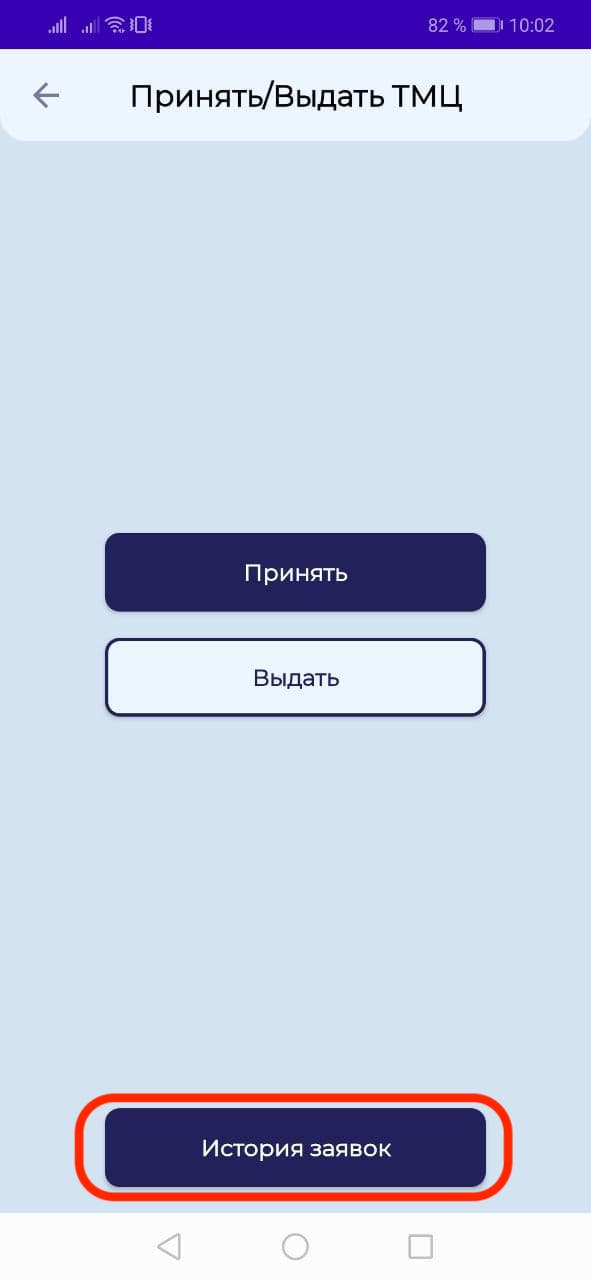 82 % 10:02
Принять/Выдать ТМЦ
Принять
Выдать
История заявок